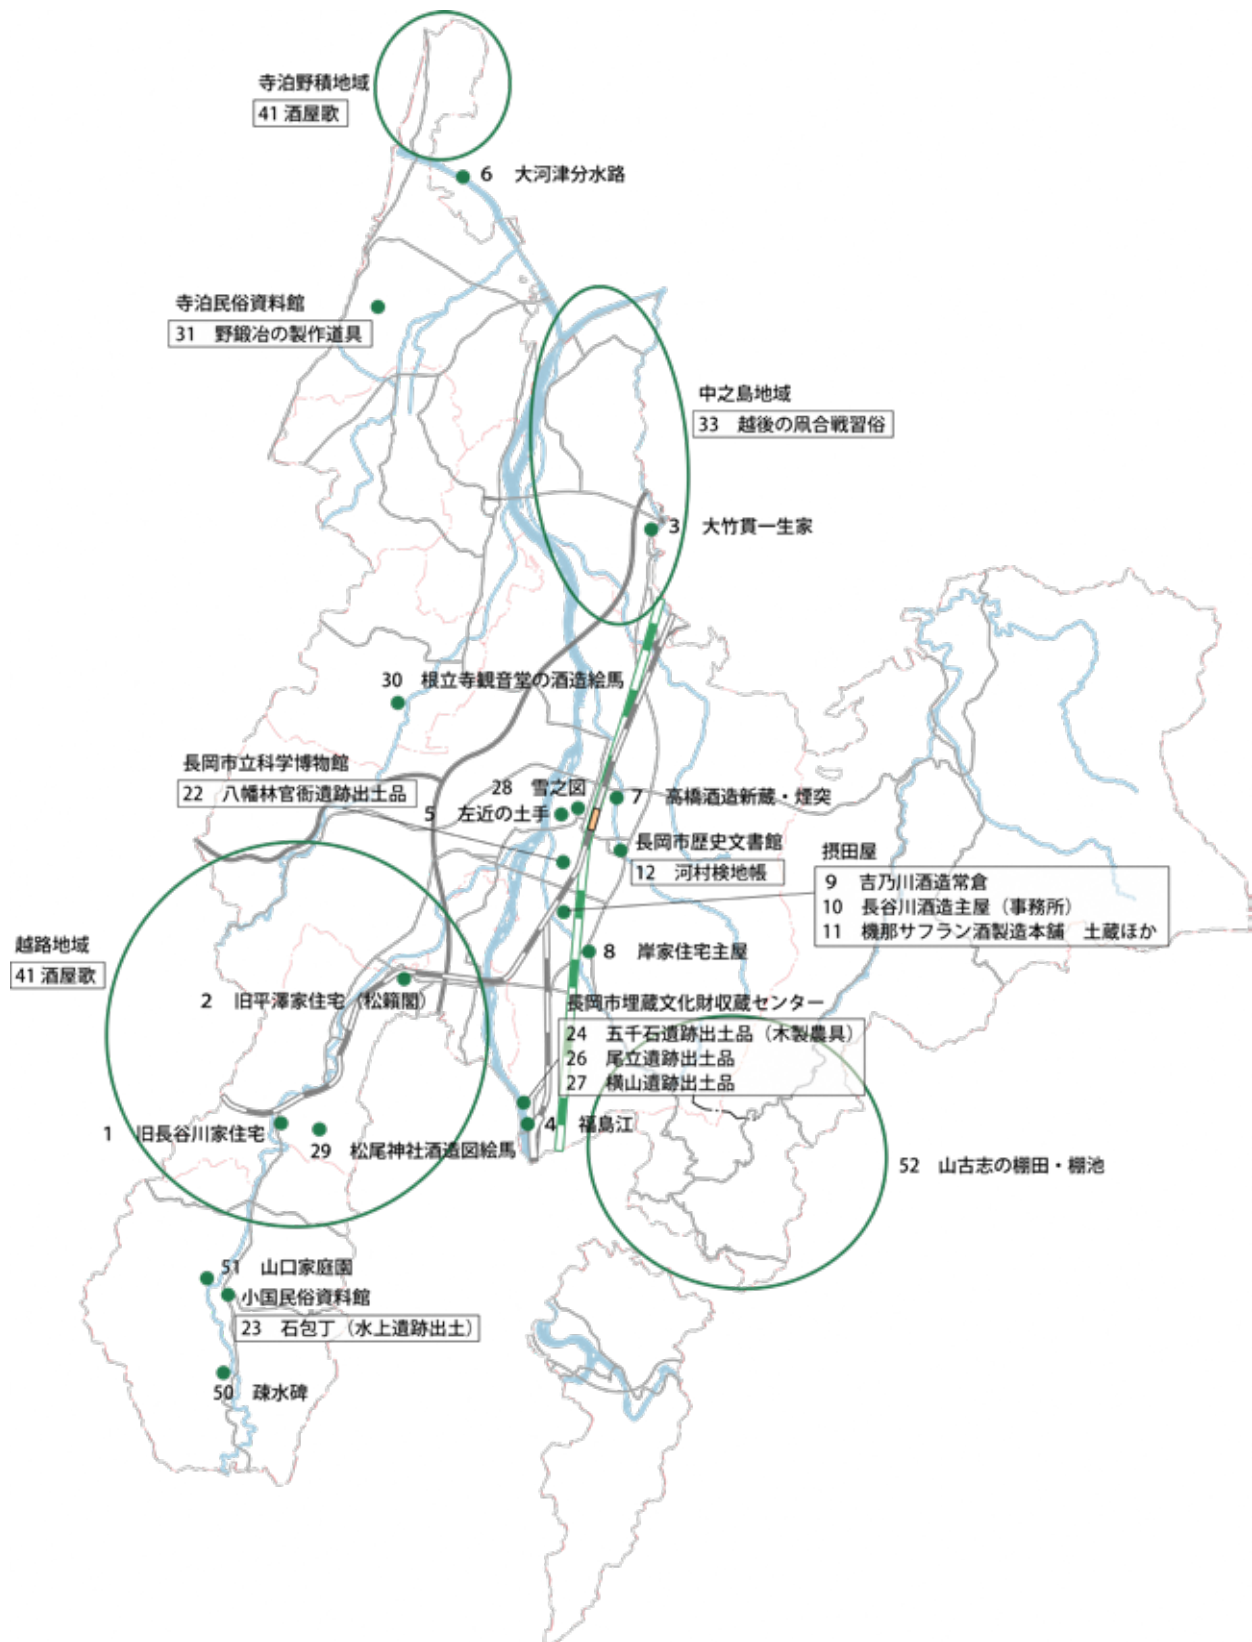 寺泊野積地域
41 酒屋歌
6 大河津分水路
寺泊民俗資料館
31 野鍛冶の製作道具
中之島地域
33 越後の凧合戦習俗
3 大竹貫一生家
30 根立寺観音堂の酒造絵馬
長岡市立科学博物館
22 八幡林官衙遺跡出土品
28 雪之図
5 左近の土手
7 高橋酒造新蔵・煙突
長岡市歴史文書館
12 河村検地帳
摂田屋
9 吉乃川酒造常倉
10 長谷川酒造主屋（事務所）
11 機那サフラン酒製造本舗 土蔵ほか
越路地域
41 酒屋歌
8 岸家住宅主屋
2 旧平澤家住宅（松籟閣）
長岡市埋蔵文化財収蔵センター
24 五千石遺跡出土品（木製農具）
26 尾立遺跡出土品
27 横山遺跡出土品
1 旧長谷川家住宅
29 松尾神社酒造図絵馬
4 福島江
52 山古志の棚田・棚池
51 山口家庭園
小国民俗資料館
23 石包丁（水上遺跡出土）
50 疎水碑